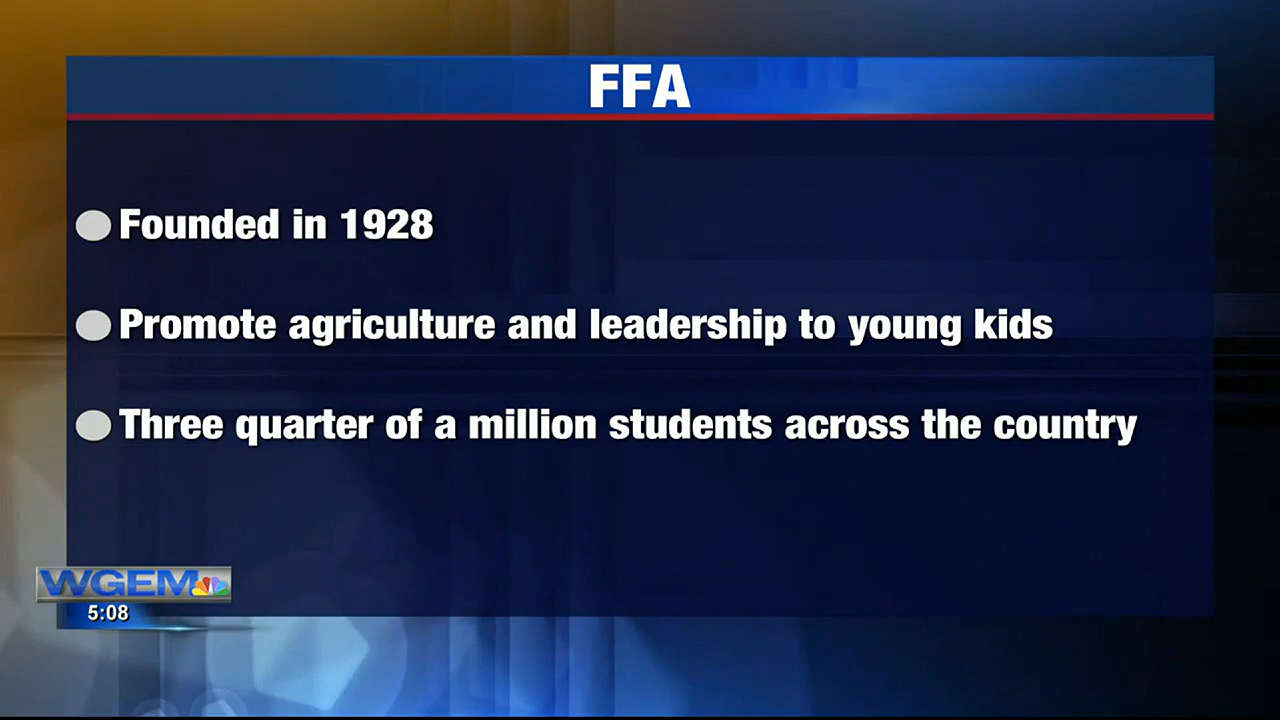 FFA
Founded in 1928
Promote agriculture and leadership to young kids
Three quarter of a million students across the country
WGEM
5:08